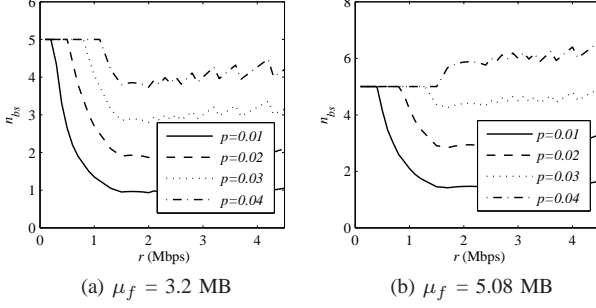 6
5
4
3
2
1
0
n_bs
p=0.01
p=0.02
p=0.03
p=0.04
0 1 2 3 4
r (Mbps)
(a) μ_f = 3.2 MB
8
6
4
2
0
n_bs
p=0.01
p=0.02
p=0.03
p=0.04
0 1 2 3 4
r (Mbps)
(b) μ_f = 5.08 MB